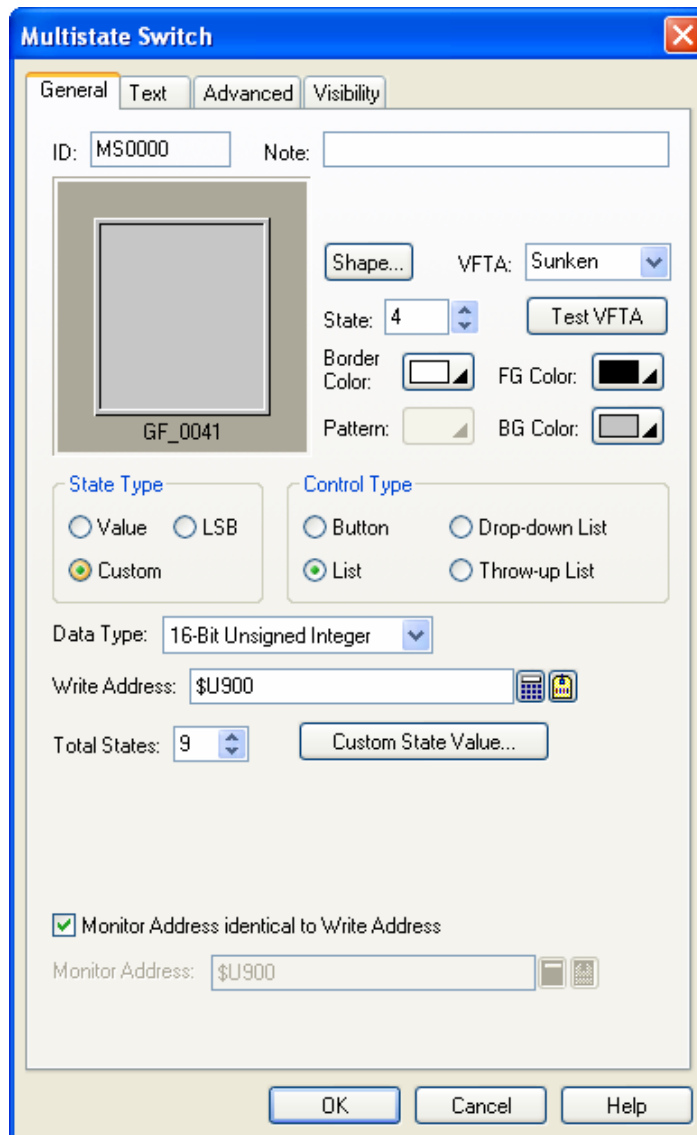 Multistate Switch
General Text Advanced Visibility
ID: MS0000 Note:
Shape... VFTA: Sunken
State: 4 Test VFTA
Border
Color: FG Color:
GF_0041 Pattern: BG Color:
State Type Control Type
Value LSB Button Drop-down List
Custom List Throw-up List
Data Type: 16-Bit Unsigned Integer
Write Address: $U900
Total States: 9 Custom State Value...
Monitor Address identical to Write Address
Monitor Address: $U900
OK Cancel Help